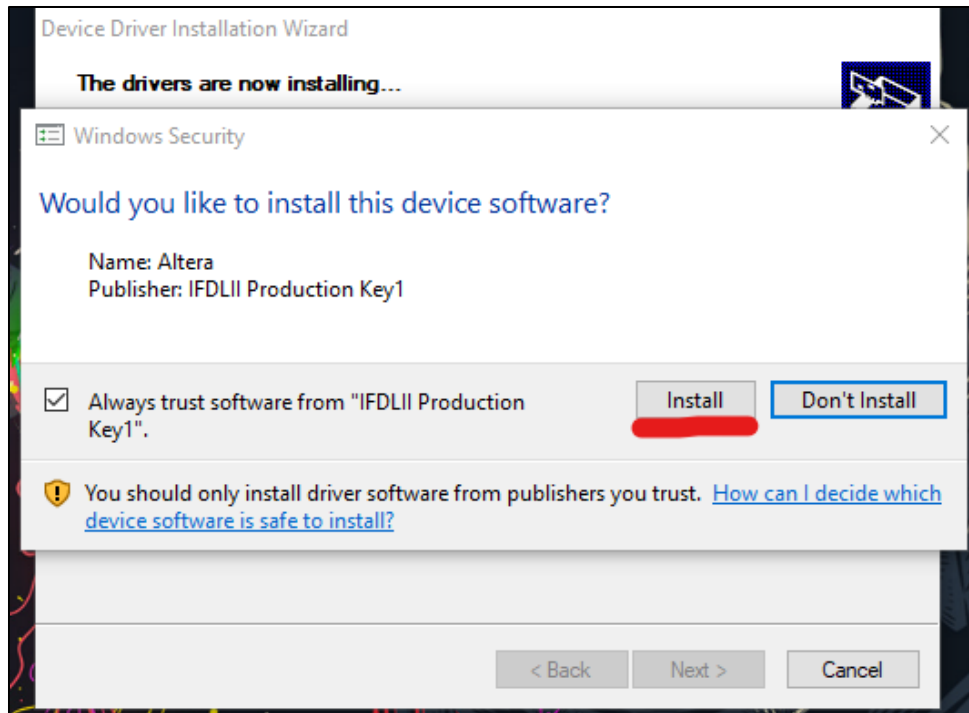 Device Driver Installation Wizard
The drivers are now installing...
Windows Security
Would you like to install this device software?
Name: Altera
Publisher: IFDLII Production Key1
Always trust software from "IFDLII Production
Key1".
Install
Don't Install
You should only install driver software from publishers you trust. How can I decide which
device software is safe to install?
< Back
Next >
Cancel